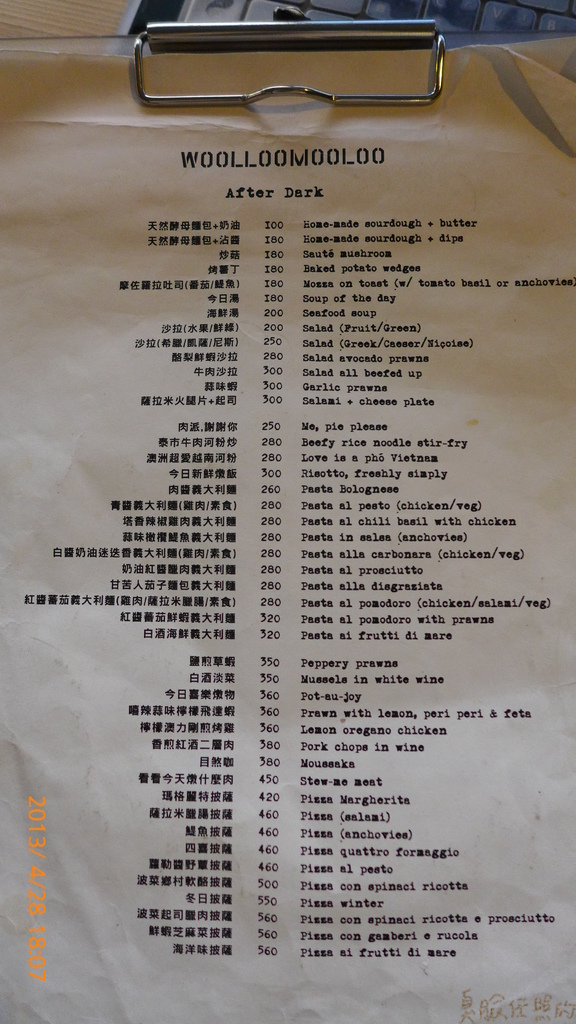 WOOLLOOMOOLOO
After Dark
天然酵母麵包+奶油 100 Home-made sourdough + butter
天然酵母麵包+沾醬 180 Home-made sourdough + dips
炒菇 180 Sauté mushroom
烤薯丁 180 Baked potato wedges
摩佐羅拉吐司(番茄/鯷魚) 180 Mozza on toast (w/ tomato basil or anchovies)
今日湯 180 Soup of the day
海鮮湯 200 Seafood soup
沙拉(水果/鮮綠) 200 Salad (Fruit/Green)
沙拉(希臘/凱薩/尼斯) 250 Salad (Greek/Caeser/Niçoise)
酪梨鮮蝦沙拉 280 Salad avocado prawns
牛肉沙拉 300 Salad all beefed up
蒜味蝦 300 Garlic prawns
薩拉米火腿片+起司 300 Salami + cheese plate
肉派,謝謝你 250 Me, pie please
泰市牛肉河粉炒 280 Beefy rice noodle stir-fry
澳洲超愛越南河粉 280 Love is a phô Vietnam
今日新鮮燉飯 300 Risotto, freshly simply
肉醬義大利麵 260 Pasta Bolognese
青醬義大利麵(雞肉/素食) 280 Pasta al pesto (chicken/veg)
塔香辣椒雞肉義大利麵 280 Pasta al chili basil with chicken
蒜味橄欖鯷魚義大利麵 280 Pasta in salsa (anchovies)
白醬奶油迷迭香義大利麵(雞肉/素食) 280 Pasta alla carbonara (chicken/veg)
奶油紅醬臘肉義大利麵 280 Pasta al prosciutto
甘苦人茄子麵包義大利麵 280 Pasta alla disgraziata
紅醬蕃茄義大利麵(雞肉/薩拉米臘腸/素食) 280 Pasta al pomodoro (chicken/salami/veg)
紅醬蕃茄鮮蝦義大利麵 320 Pasta al pomodoro with prawns
白酒海鮮義大利麵 320 Pasta ai frutti di mare
鹽煎草蝦 350 Peppery prawns
白酒淡菜 350 Mussels in white wine
今日喜樂燉物 360 Pot-au-joy
嘻辣蒜味檸檬飛達蝦 360 Prawn with lemon, peri peri & feta
檸檬澳力剛煎烤雞 360 Lemon oregano chicken
香煎紅酒二層肉 380 Pork chops in wine
目煞咖 380 Moussaka
看看今天燉什麼肉 450 Stew-me meat
瑪格麗特披薩 420 Pizza Margherita
薩拉米臘腸披薩 460 Pizza (salami)
鯷魚披薩 460 Pizza (anchovies)
四喜披薩 460 Pizza quattro formaggio
蘿勒醬野蕈披薩 460 Pizza al pesto
波菜鄉村軟酪披薩 500 Pizza con spinaci ricotta
冬日披薩 550 Pizza winter
波菜起司臘肉披薩 560 Pizza con spinaci ricotta e prosciutto
鮮蝦芝麻菜披薩 560 Pizza con gamberi e rucola
海洋味披薩 560 Pizza ai frutti di mare
2013/4/28 18:07